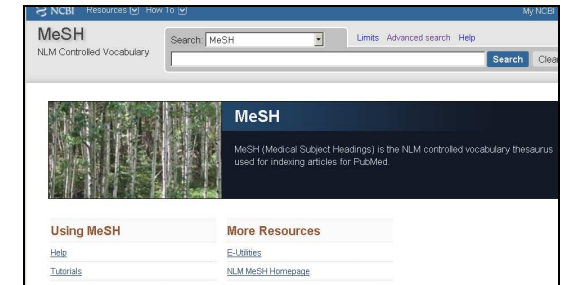 NCBI Resources How To My NCBI
MeSH
NLM Controlled Vocabulary
Search: MeSH
Limits Advanced search Help
Search Clear
MeSH
MeSH (Medical Subject Headings) is the NLM controlled vocabulary thesaurus
used for indexing articles for PubMed.
Using MeSH
More Resources
Help
E-Utilities
Tutorials
NLM MeSH Homepage